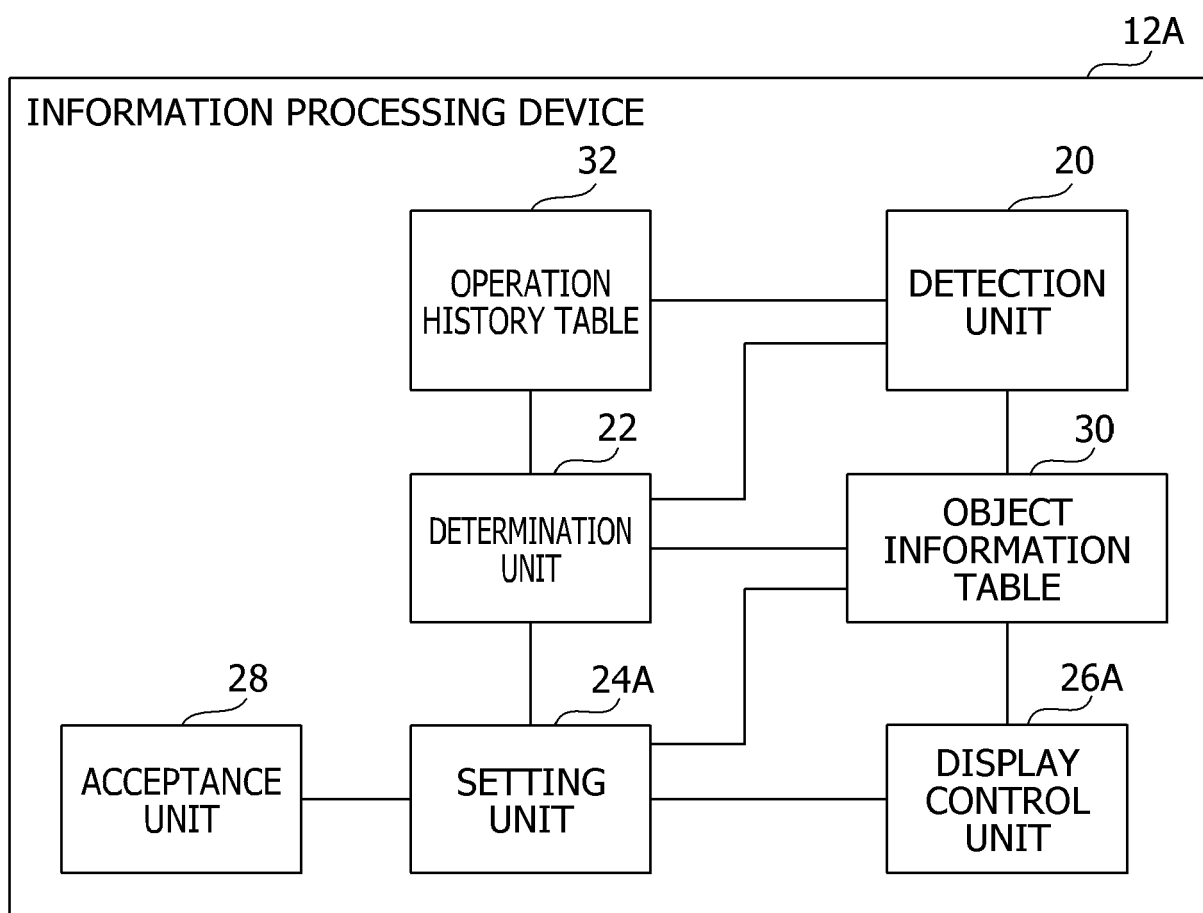 12A
INFORMATION PROCESSING DEVICE
32
20
OPERATION
HISTORY TABLE
DETECTION
UNIT
22
30
DETERMINATION
UNIT
OBJECT
INFORMATION
TABLE
28
24A
26A
ACCEPTANCE
UNIT
SETTING
UNIT
DISPLAY
CONTROL
UNIT